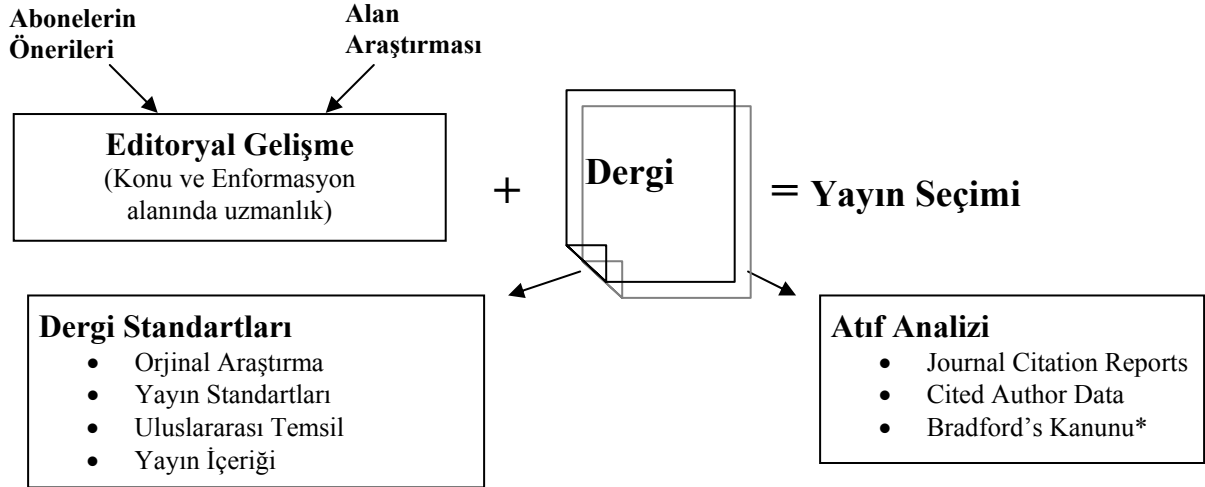 Abonelerin
Önerileri
Alan
Araştırması
Editoryal Gelişme
(Konu ve Enformasyon
alanında uzmanlık)
+
Dergi
= Yayın Seçimi
Dergi Standartları
• Orjinal Araştırma
• Yayın Standartları
• Uluslararası Temsil
• Yayın İçeriği
Atıf Analizi
• Journal Citation Reports
• Cited Author Data
• Bradford’s Kanunu*